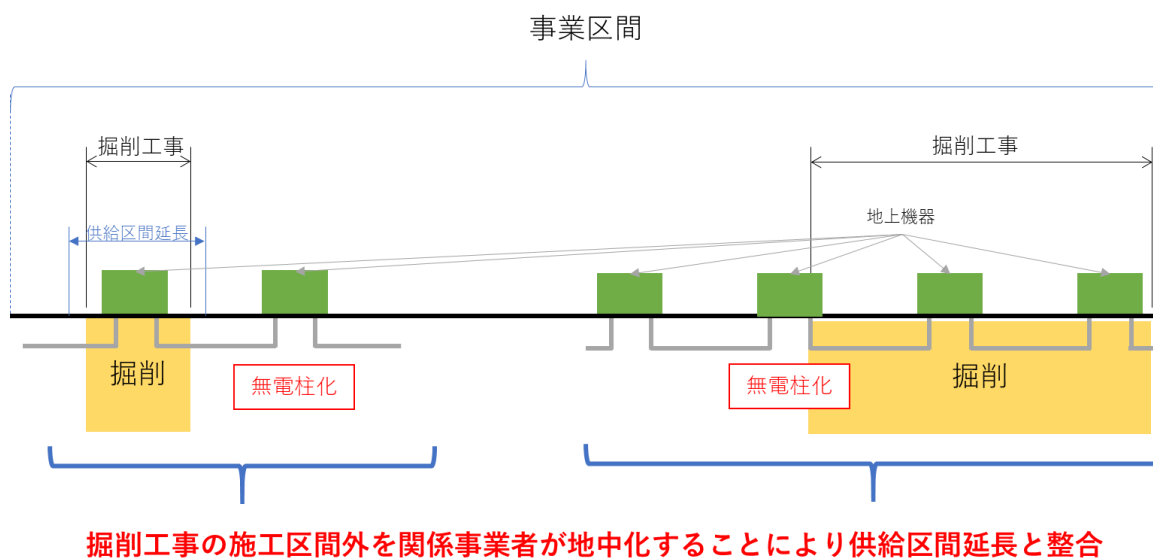 事業区間
掘削工事
掘削工事
供給区間延長
地上機器
掘削
無電柱化
無電柱化
掘削
掘削工事の施工区間外を関係事業者が地中化することにより供給区間延長と整合